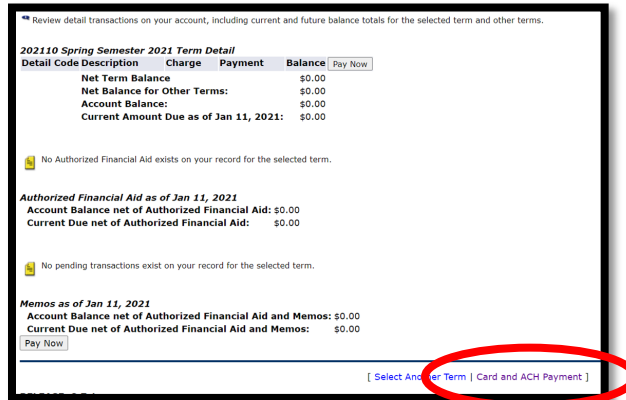 Review detail transactions on your account, including current and future balance totals for the selected term and other terms.
202110 Spring Semester 2021 Term Detail
Detail Code Description Charge Payment Balance Pay Now
Net Term Balance $0.00
Net Balance for Other Terms: $0.00
Account Balance: $0.00
Current Amount Due as of Jan 11, 2021: $0.00
No Authorized Financial Aid exists on your record for the selected term.
Authorized Financial Aid as of Jan 11, 2021
Account Balance net of Authorized Financial Aid: $0.00
Current Due net of Authorized Financial Aid: $0.00
No pending transactions exist on your record for the selected term.
Memos as of Jan 11, 2021
Account Balance net of Authorized Financial Aid and Memos: $0.00
Current Due net of Authorized Financial Aid and Memos: $0.00
Pay Now
[ Select Another Term | Card and ACH Payment ]